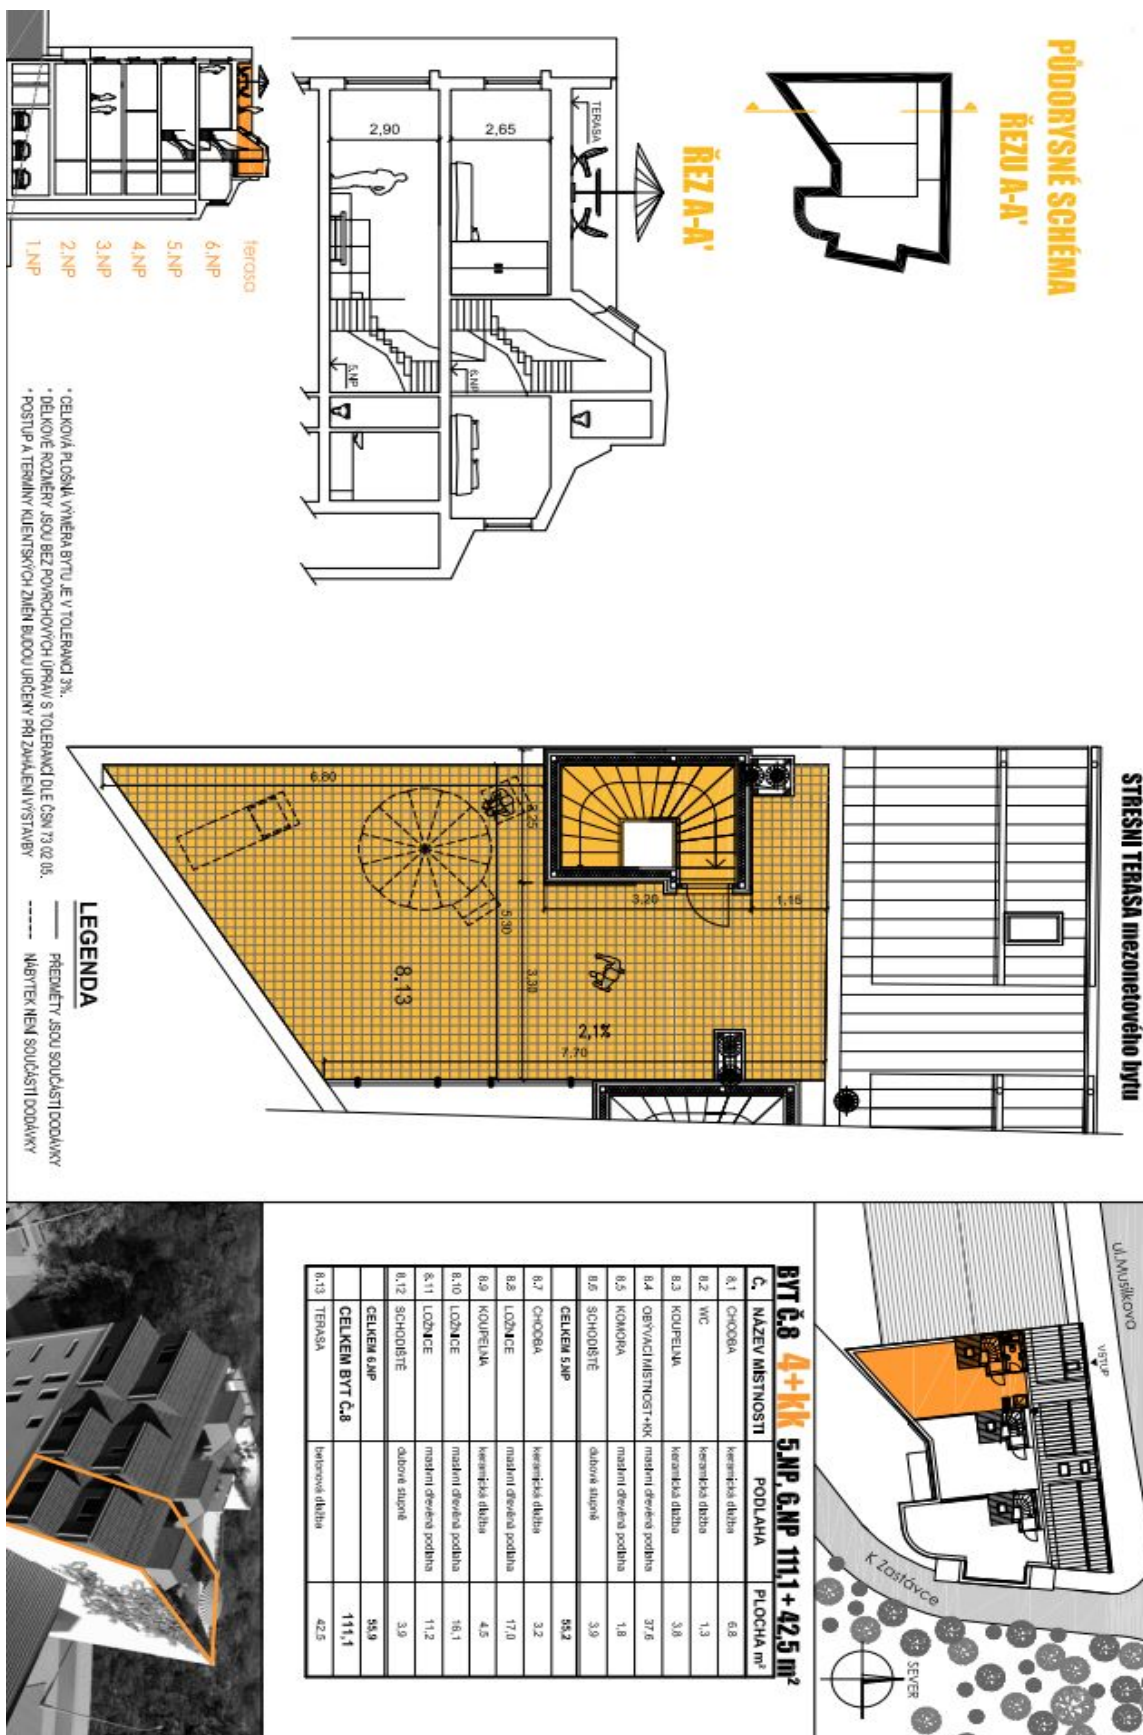 PŮDORYSNÉ SCHÉMA
ŘEZU A-A'
ŘEZ A-A'
TERASA
2,65
2,90
6.NP
5.NP
terasa
6.NP
5.NP
4.NP
3.NP
2.NP
1.NP
* CELKOVÁ PLOŠNÁ VÝMĚRA BYTU JE V TOLERANCÍ 3%.
* DÉLKOVÉ ROZMĚRY JSOU BEZ POVRCHOVÝCH ÚPRAV S TOLERANCÍ DLE ČSN 73 02 05.
* POSTUP A TERMÍNY KLIENTSKÝCH ZMĚN BUDOU URČENY PŘI ZAHÁJENÍ VÝSTAVBY
STŘEŠNÍ TERASA mezonetového bytu
1,15
3,20
6,80
2,25
5,30
3,30
8.13
2,1%
7,70
LEGENDA
PŘEDMĚTY JSOU SOUČÁSTÍ DODÁVKY
NÁBYTEK NENÍ SOUČÁSTÍ DODÁVKY
ul.Musílkova
VSTUP
K Zastávce
SEVER
BYT Č.8 4+kk 5.NP, 6.NP 111,1 + 42,5 m²
Č. NÁZEV MÍSTNOSTI PODLAHA PLOCHA m²
8.1 CHODBA keramická dlažba 6,8
8.2 WC keramická dlažba 1,3
8.3 KOUPELNA keramická dlažba 3,8
8.4 OBÝVACÍ MÍSTNOST+KK masivní dřevěná podlaha 37,6
8.5 KOMORA masivní dřevěná podlaha 1,8
8.6 SCHODIŠTĚ dubové stupně 3,9
CELKEM 5.NP 55,2
8.7 CHODBA keramická dlažba 3,2
8.8 LOŽNICE masivní dřevěná podlaha 17,0
8.9 KOUPELNA keramická dlažba 4,5
8.10 LOŽNICE masivní dřevěná podlaha 16,1
8.11 LOŽNICE masivní dřevěná podlaha 11,2
8.12 SCHODIŠTĚ dubové stupně 3,9
CELKEM 6.NP 55,9
CELKEM BYT Č.8 111,1
8.13 TERASA betonová dlažba 42,5